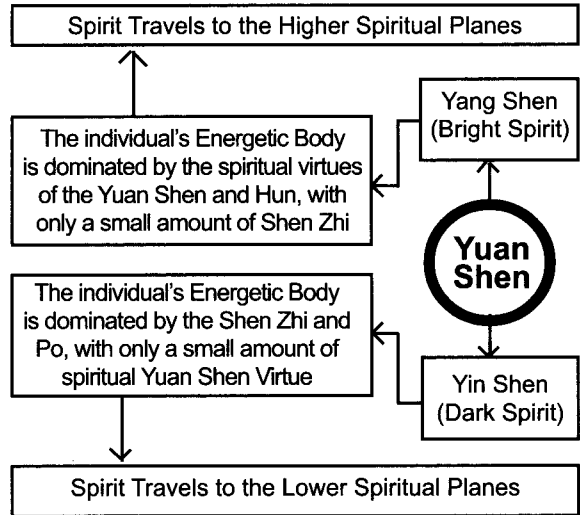 Spirit Travels to the Higher Spiritual Planes
Yang Shen
(Bright Spirit)
The individual's Energetic Body
is dominated by the spiritual virtues
of the Yuan Shen and Hun, with
only a small amount of Shen Zhi
Yuan
Shen
The individual's Energetic Body
is dominated by the Shen Zhi and
Po, with only a small amount of
spiritual Yuan Shen Virtue
Yin Shen
(Dark Spirit)
Spirit Travels to the Lower Spiritual Planes